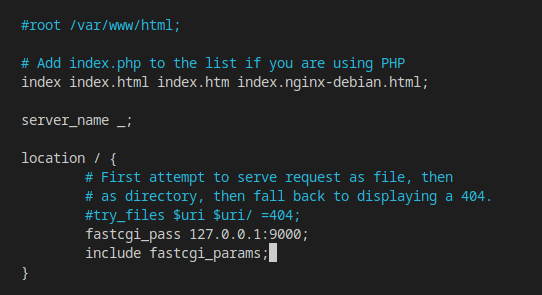 #root /var/www/html;
# Add index.php to the list if you are using PHP
index index.html index.htm index.nginx-debian.html;
server_name _;
location / {
# First attempt to serve request as file, then
# as directory, then fall back to displaying a 404.
#try_files $uri $uri/ =404;
fastcgi_pass 127.0.0.1:9000;
include fastcgi_params;
}